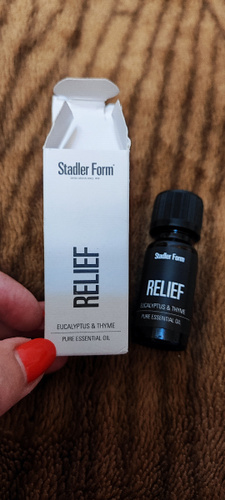 Stadler Form
RELIEF
EUCALYPTUS & THYME
PURE ESSENTIAL OIL
Stadler Form
RELIEF
EUCALYPTUS & THYME
PURE ESSENTIAL OIL